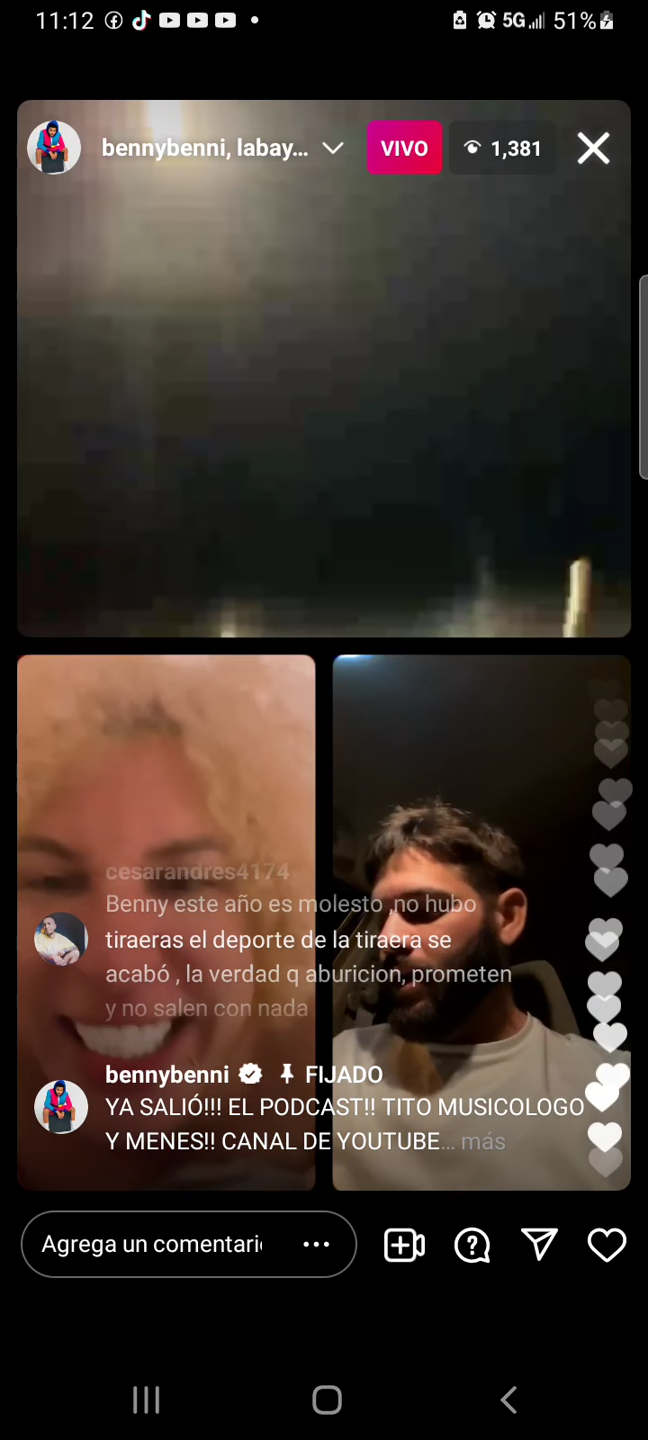 11:12
5G
51%
bennybenni, labay...
VIVO
1,381
cesarandres4174
Benny este año es molesto ,no hubo
tiraeras el deporte de la tiraera se
acabó , la verdad q aburicion, prometen
y no salen con nada
bennybenni FIJADO
YA SALIÓ!!! EL PODCAST!! TITO MUSICOLOGO
Y MENES!! CANAL DE YOUTUBE... más
Agrega un comentari